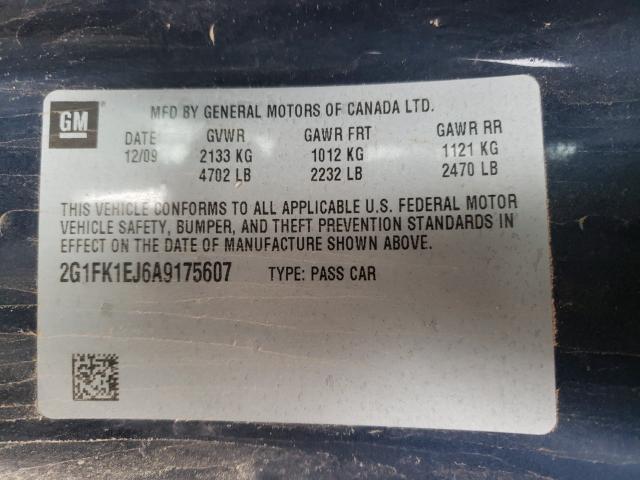 GM
MFD BY GENERAL MOTORS OF CANADA LTD.
DATE GVWR GAWR FRT GAWR RR
12/09 2133 KG 1012 KG 1121 KG
4702 LB 2232 LB 2470 LB
THIS VEHICLE CONFORMS TO ALL APPLICABLE U.S. FEDERAL MOTOR
VEHICLE SAFETY, BUMPER, AND THEFT PREVENTION STANDARDS IN
EFFECT ON THE DATE OF MANUFACTURE SHOWN ABOVE.
2G1FK1EJ6A9175607 TYPE: PASS CAR